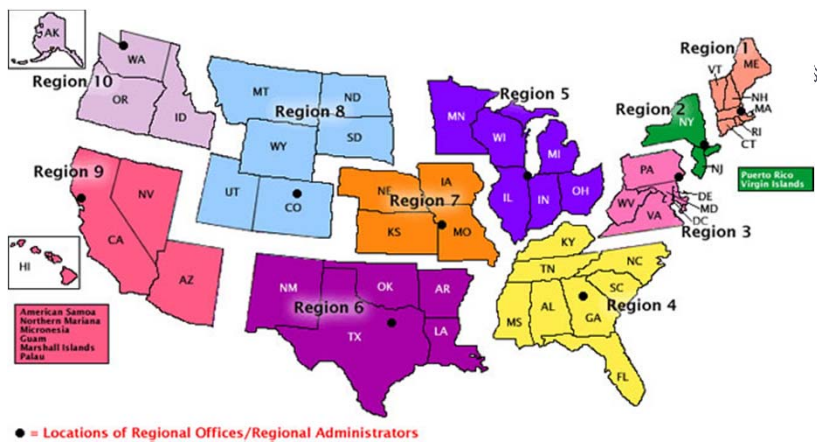 AK
WA
Region 10
OR
ID
MT
ND
Region 8
WY
SD
UT
CO
Region 9
NV
CA
AZ
HI
American Samoa
Northern Mariana
Micronesia
Guam
Marshall Islands
Palau
NE
IA
Region 7
KS
MO
Region 5
MN
WI
MI
IL
IN
OH
Region 6
NM
OK
AR
TX
LA
Region 4
KY
TN
NC
SC
MS
AL
GA
FL
Region 3
PA
WV
VA
DE
MD
DC
Region 2
NY
NJ
Puerto Rico
Virgin Islands
Region 1
ME
VT
NH
MA
RI
CT
= Locations of Regional Offices/Regional Administrators